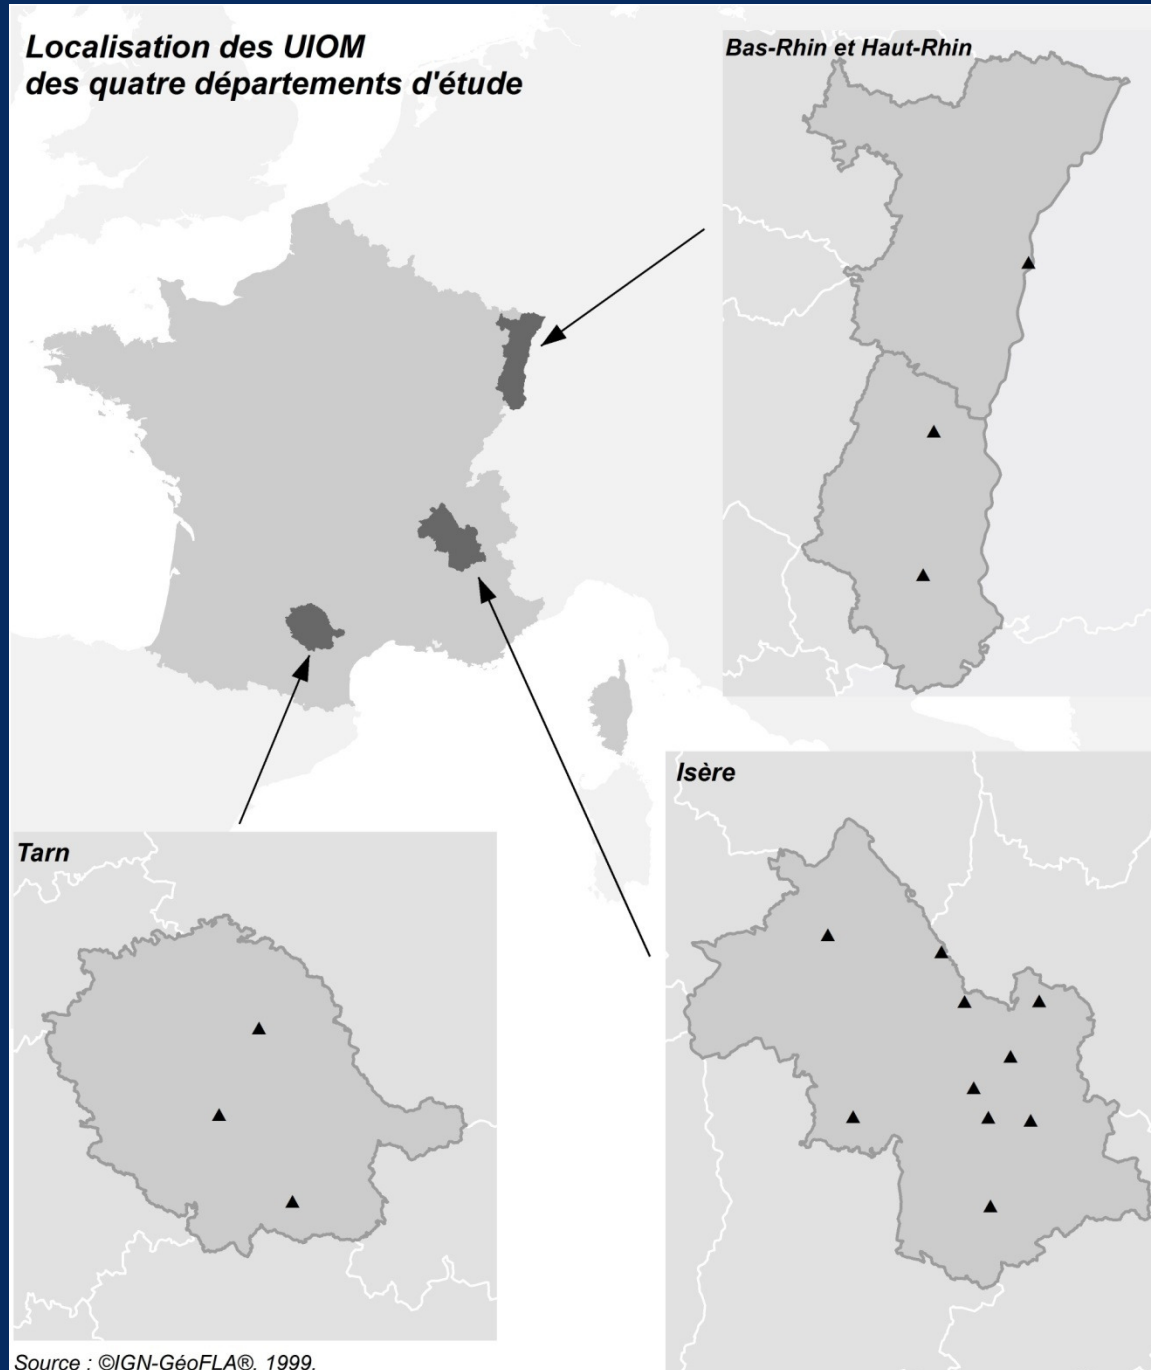 Localisation des UIOM
des quatre départements d'étude
Bas-Rhin et Haut-Rhin
Isère
Tarn
Source : ©IGN-GéoFLA®, 1999.